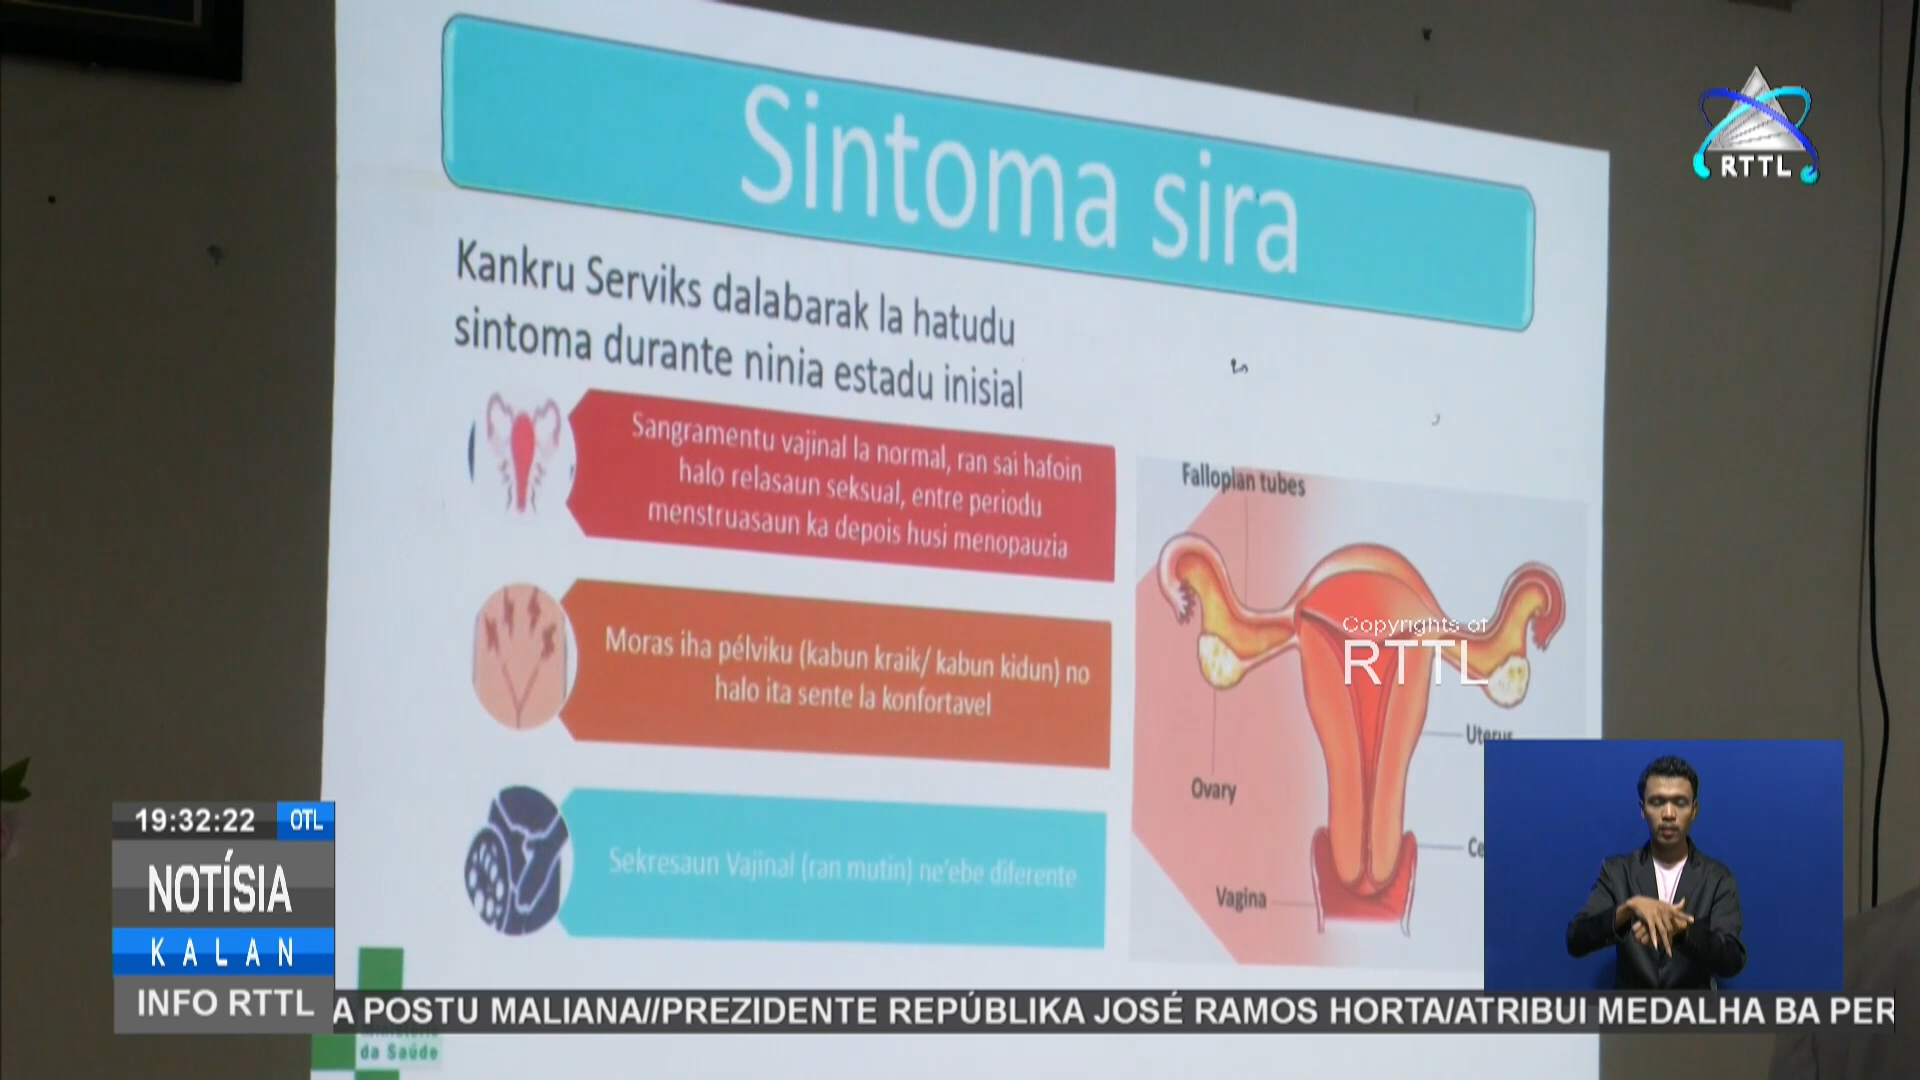 Sintoma sira
RTTL
Kankru Serviks dalabarak la hatudu
sintoma durante ninia estadu inisial
Sangramentu vajinal la normal, ran sai hafoin
halo relasaun seksual, entre periodu
menstruasaun ka depois husi menopauzia
Moras iha pélviku (kabun kraik/ kabun kidun) no
halo ita sente la konfortavel
Sekresaun Vajinal (ran mutin) ne'ebe diferente
Fallopian tubes
Copyrights of
RTTL
Uterus
Ovary
Ce
Vagina
19:32:22 OTL
NOTÍSIA
KALAN
INFO RTTL
A POSTU MALIANA//PREZIDENTE REPÚBLIKA JOSÉ RAMOS HORTA/ATRIBUI MEDALHA BA PER
da Saúde